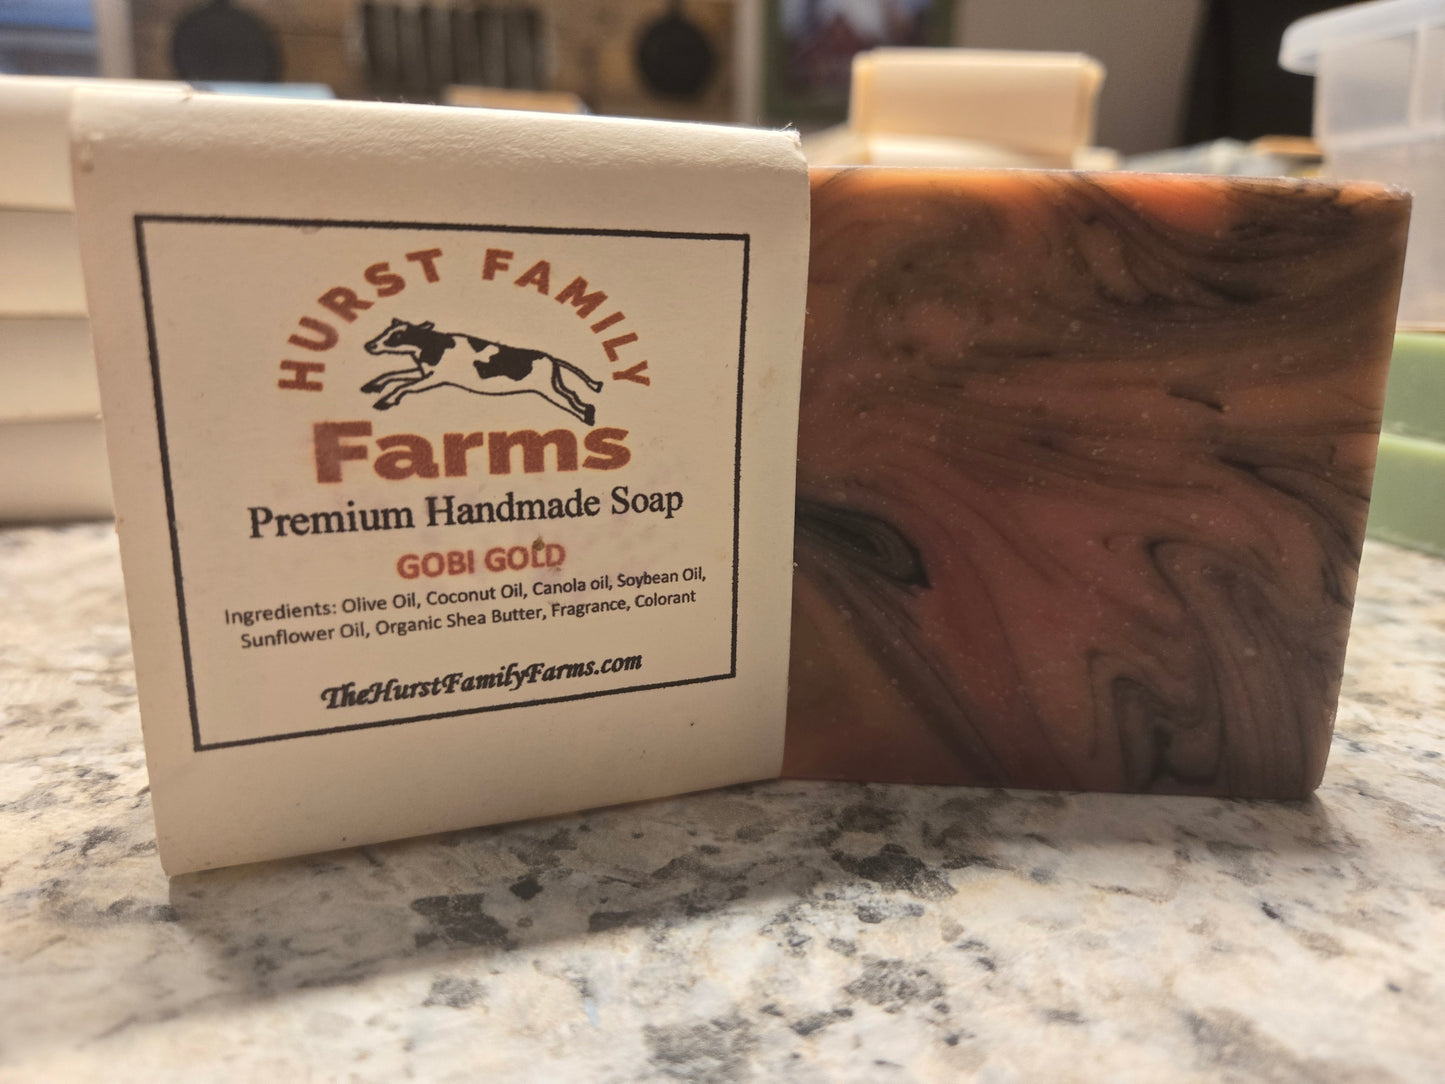 HURST FAMILY
Farms
Premium Handmade Soap
GOBI GOLD
Ingredients: Olive Oil, Coconut Oil, Canola oil, Soybean Oil,
Sunflower Oil, Organic Shea Butter, Fragrance, Colorant
TheHurstFamilyFarms.com